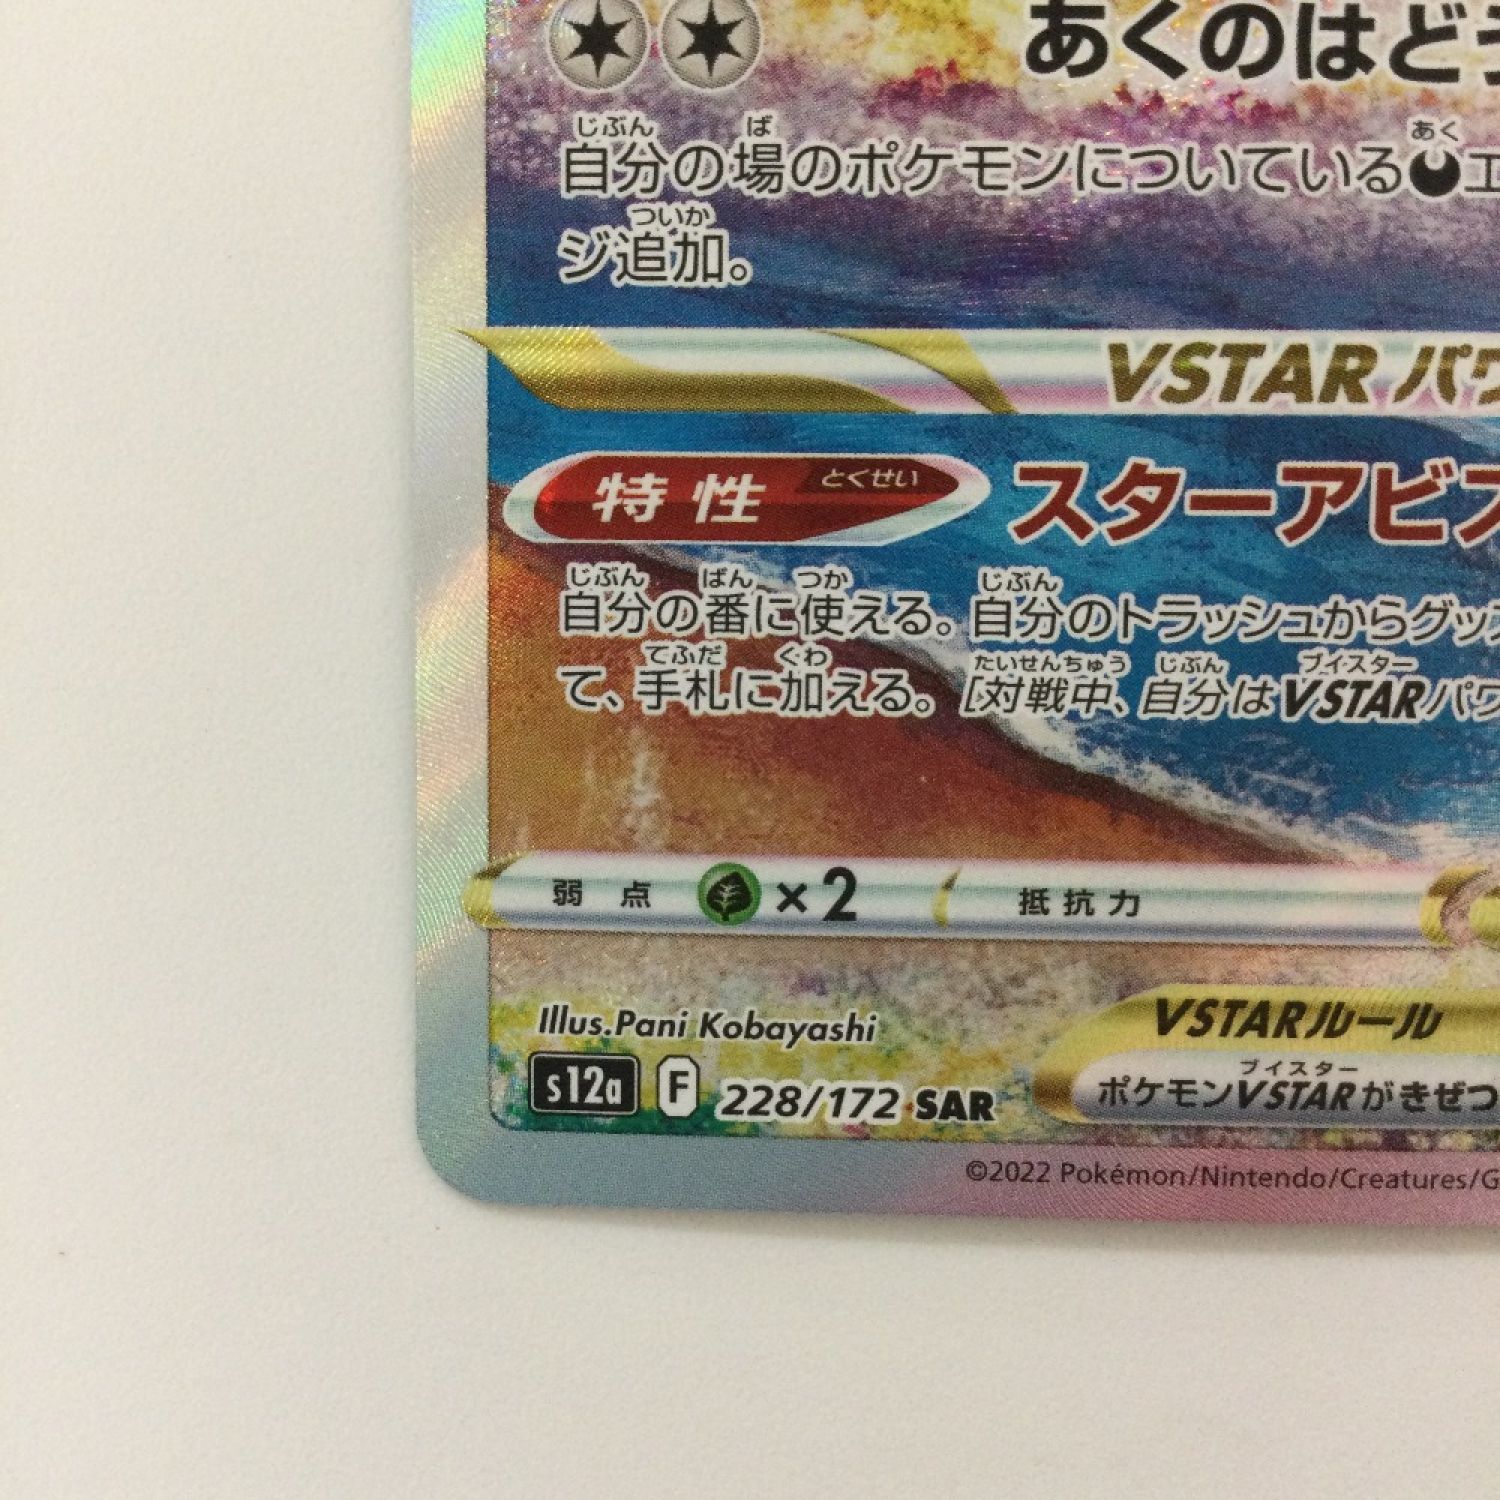 あくのはど
じぶん ば あく
自分の場のポケモンについているエ
ついか
ジ追加。
VSTARパワ
特性 とくせい スターアビス
じぶん ばん つか じぶん
自分の番に使える。自分のトラッシュからグッズ
てふだ くわ たいせんちゅう じぶん ブイスター
て、手札に加える。[対戦中、自分はVSTARパワ
弱点 ×2 抵抗力
Illus.Pani Kobayashi
VSTARルール
s12a F 228/172 SAR
ブイスター
ポケモンVSTARがきぜつ
©2022 Pokémon/Nintendo/Creatures/G